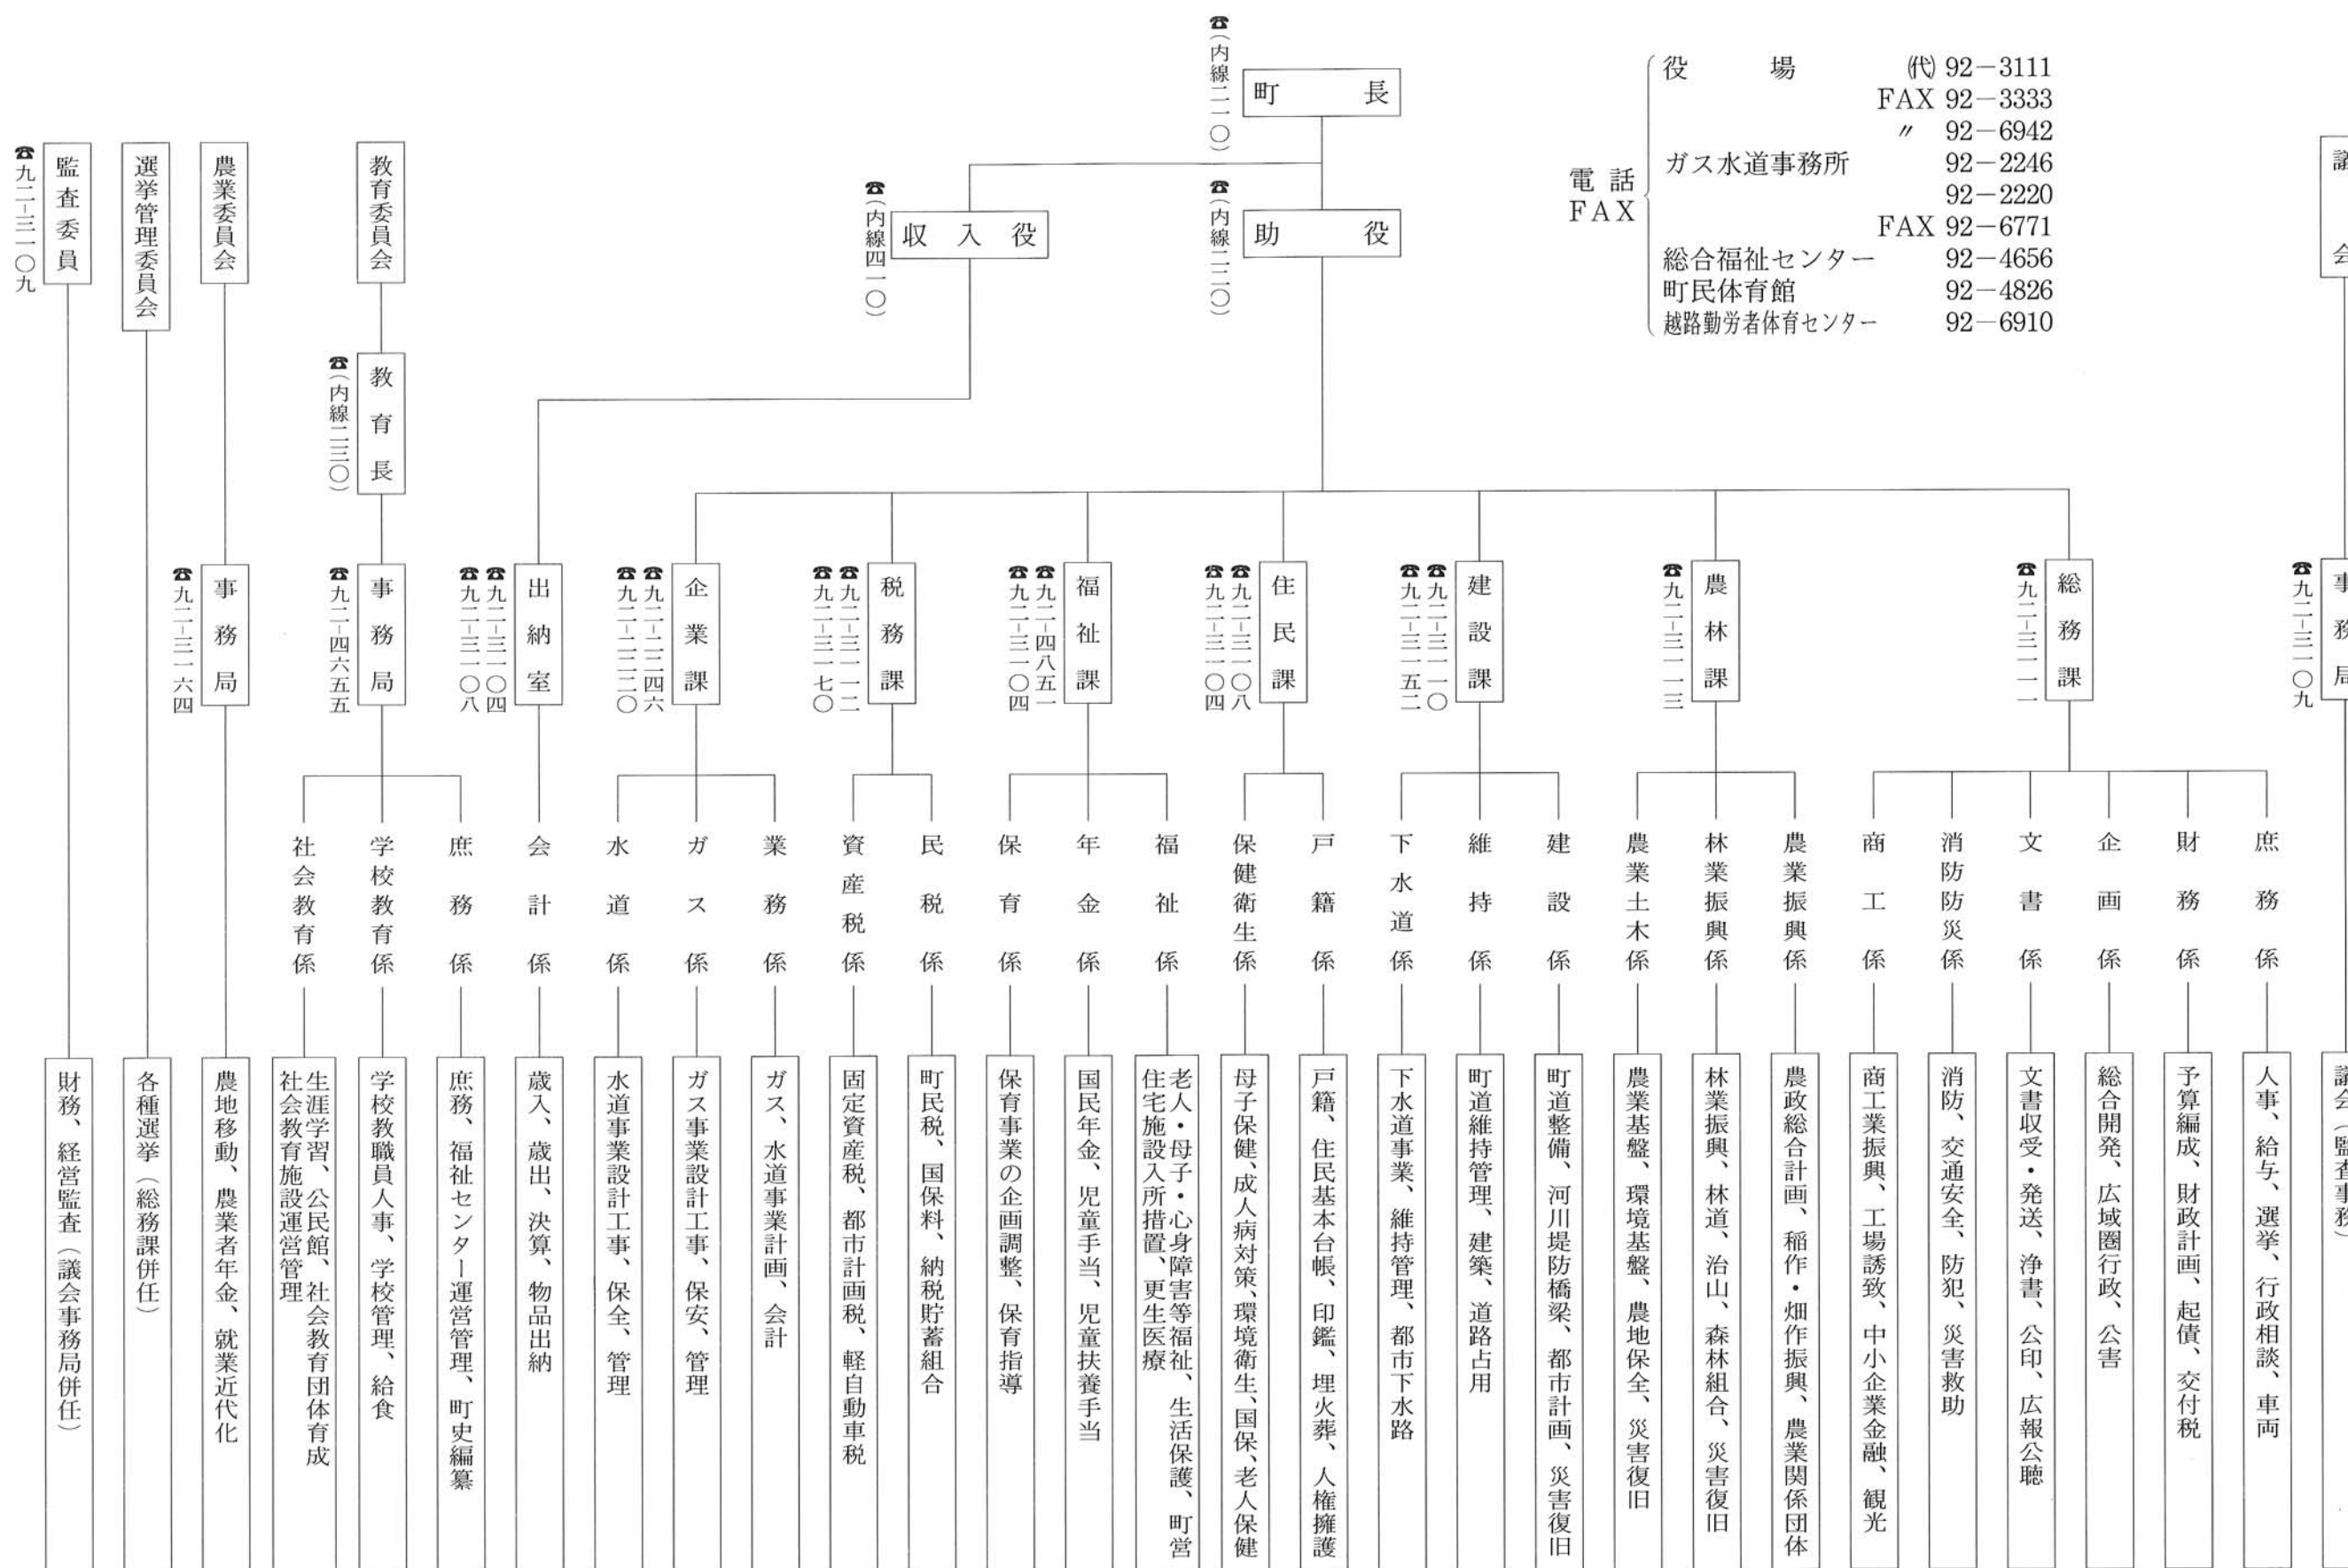 電話
FAX
役場 ㈹ 92－3111
FAX 92－3333
〃 92－6942
ガス水道事務所 92－2246
92－2220
FAX 92－6771
総合福祉センター 92－4656
町民体育館 92－4826
越路勤労者体育センター 92－6910
議会
事務局
☎九二-三一〇九
議会（監査事務）
町長
☎（内線二一〇）
助役
☎（内線二二〇）
収入役
☎（内線四一〇）
総務課
☎九二-三一一一
庶務係
人事、給与、選挙、行政相談、車両
財務係
予算編成、財政計画、起債、交付税
企画係
総合開発、広域圏行政、公害
文書係
文書収受・発送、浄書、公印、広報公聴
消防防災係
消防、交通安全、防犯、災害救助
商工係
商工業振興、工場誘致、中小企業金融、観光
農林課
☎九二-三一一三
農業振興係
農政総合計画、稲作・畑作振興、農業関係団体
林業振興係
林業振興、林道、治山、森林組合、災害復旧
農業土木係
農業基盤、環境基盤、農地保全、災害復旧
建設課
☎九二-三一一〇
☎九二-三一五二
建設係
町道整備、河川堤防橋梁、都市計画、災害復旧
維持係
町道維持管理、建築、道路占用
下水道係
下水道事業、維持管理、都市下水路
住民課
☎九二-三一〇八
☎九二-三一〇四
戸籍係
戸籍、住民基本台帳、印鑑、埋火葬、人権擁護
保健衛生係
母子保健、成人病対策、環境衛生、国保、老人保健
福祉課
☎九二-四八五一
☎九二-三一〇四
福祉係
老人・母子・心身障害等福祉、生活保護、町営
住宅施設入所措置、更生医療
年金係
国民年金、児童手当、児童扶養手当
保育係
保育事業の企画調整、保育指導
税務課
☎九二-三一一二
☎九二-三一七〇
民税係
町民税、国保料、納税貯蓄組合
資産税係
固定資産税、都市計画税、軽自動車税
企業課
☎九二-二二四六
☎九二-二二二〇
業務係
ガス、水道事業計画、会計
ガス係
ガス事業設計工事、保安、管理
水道係
水道事業設計工事、保全、管理
出納室
☎九二-三一〇四
☎九二-三一〇八
会計係
歳入、歳出、決算、物品出納
教育委員会
教育長
☎（内線二三〇）
事務局
☎九二-四六五五
庶務係
庶務、福祉センター運営管理、町史編纂
学校教育係
学校教職員人事、学校管理、給食
社会教育係
生涯学習、公民館、社会教育団体育成
社会教育施設運営管理
農業委員会
事務局
☎九二-三一六四
農地移動、農業者年金、就業近代化
選挙管理委員会
各種選挙（総務課併任）
監査委員
☎九二-三一〇九
財務、経営監査（議会事務局併任）